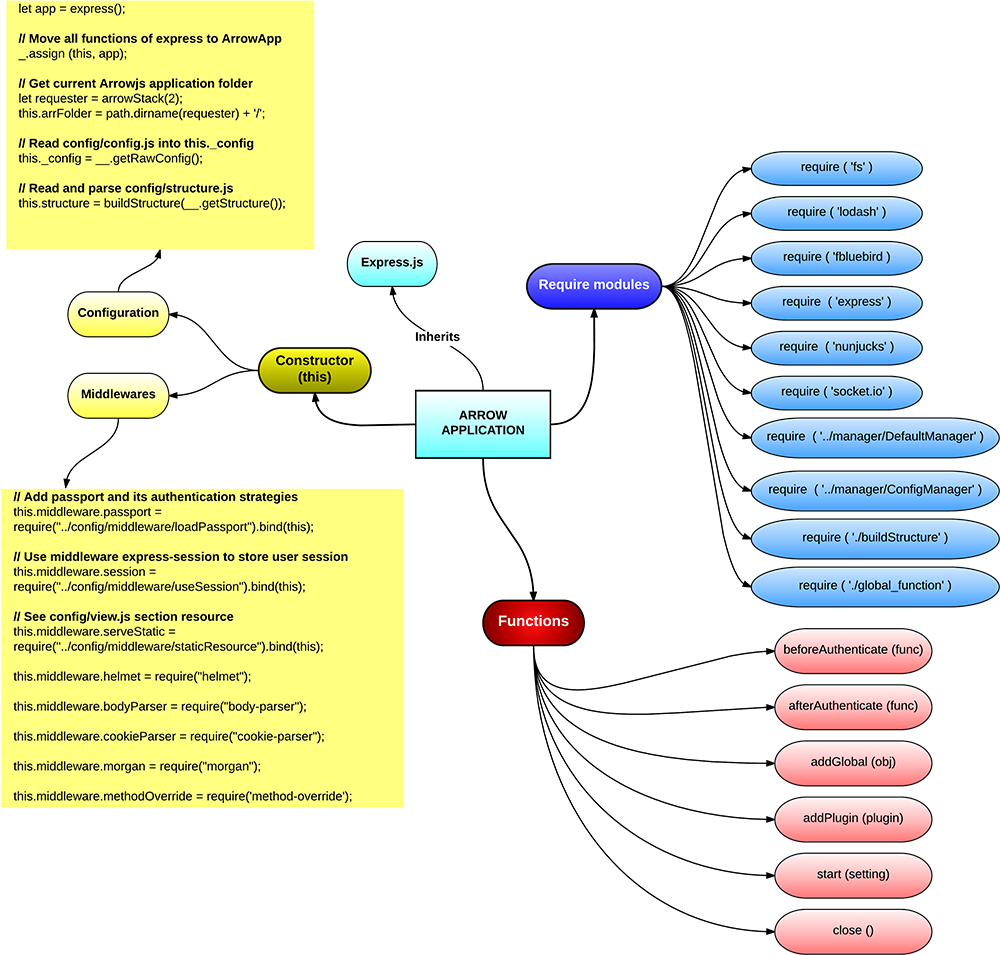 let app = express();
// Move all functions of express to ArrowApp
_.assign (this, app);
// Get current Arrowjs application folder
let requester = arrowStack(2);
this.arrFolder = path.dirname(requester) + '/';
// Read config/config.js into this._config
this._config = __.getRawConfig();
// Read and parse config/structure.js
this.structure = buildStructure(__.getStructure());
Configuration
Middlewares
Constructor
(this)
Express.js
Inherits
ARROW
APPLICATION
Require modules
require ( 'fs' )
require ( 'lodash' )
require ( 'fbluebird' )
require ( 'express' )
require ( 'nunjucks' )
require ( 'socket.io' )
require ( '../manager/DefaultManager' )
require ( '../manager/ConfigManager' )
require ( './buildStructure' )
require ( './global_function' )
// Add passport and its authentication strategies
this.middleware.passport =
require("../config/middleware/loadPassport").bind(this);
// Use middleware express-session to store user session
this.middleware.session =
require("../config/middleware/useSession").bind(this);
// See config/view.js section resource
this.middleware.serveStatic =
require("../config/middleware/staticResource").bind(this);
this.middleware.helmet = require("helmet");
this.middleware.bodyParser = require("body-parser");
this.middleware.cookieParser = require("cookie-parser");
this.middleware.morgan = require("morgan");
this.middleware.methodOverride = require('method-override');
Functions
beforeAuthenticate (func)
afterAuthenticate (func)
addGlobal (obj)
addPlugin (plugin)
start (setting)
close ()